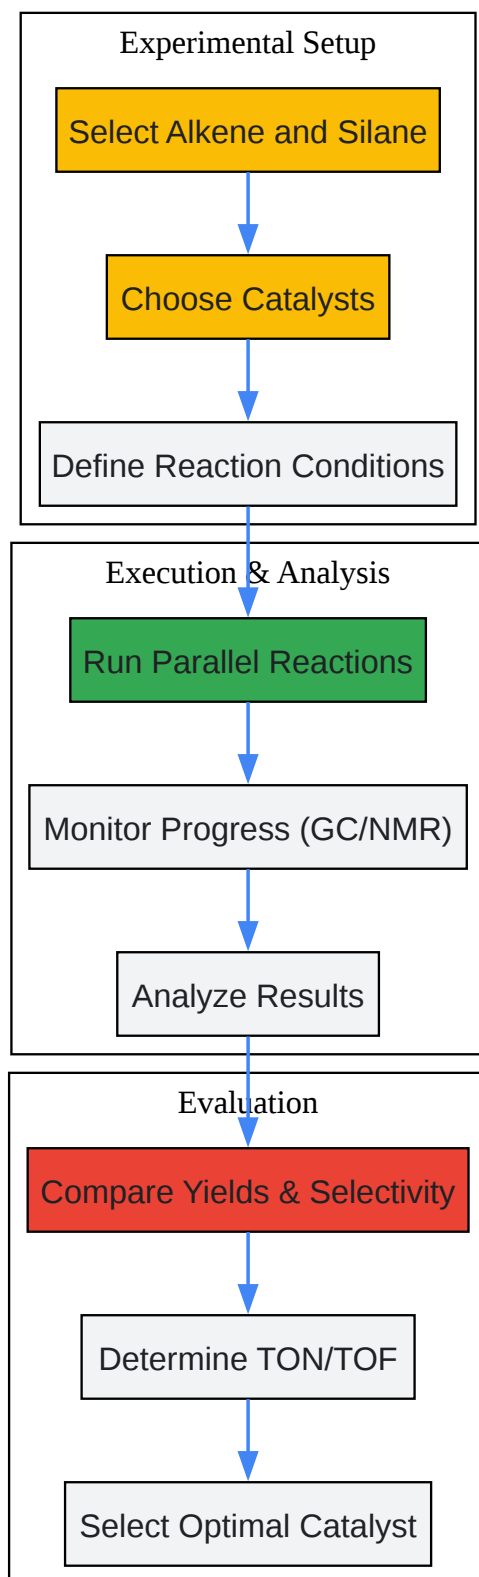 Experimental Setup
Select Alkene and Silane
Choose Catalysts
Define Reaction Conditions
Execution & Analysis
Run Parallel Reactions
Monitor Progress (GC/NMR)
Analyze Results
Evaluation
Compare Yields & Selectivity
Determine TON/TOF
Select Optimal Catalyst